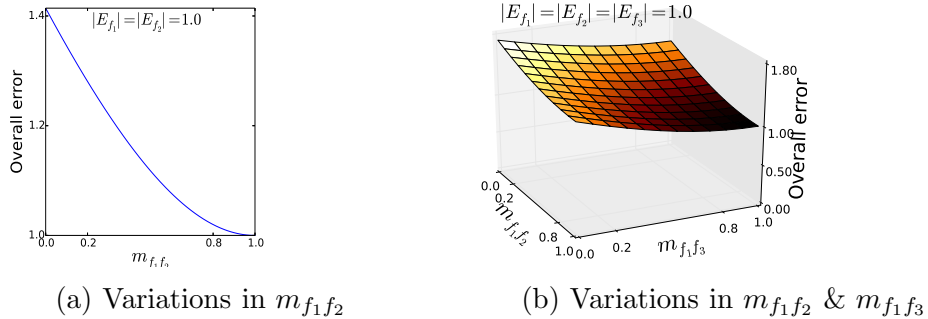 |E_{f_1}|=|E_{f_2}|=1.0
1.4
1.2
1.0
Overall error
0.0 0.2 0.8 1.0
m_{f_1f_2}
(a) Variations in m_{f_1f_2}
|E_{f_1}|=|E_{f_2}|=|E_{f_3}|=1.0
1.80
1.00
0.50
0.00
Overall error
0.0
0.2
0.8
1.0
m_{f_1f_2}
0.0
0.2
0.8
1.0
m_{f_1f_3}
(b) Variations in m_{f_1f_2} & m_{f_1f_3}